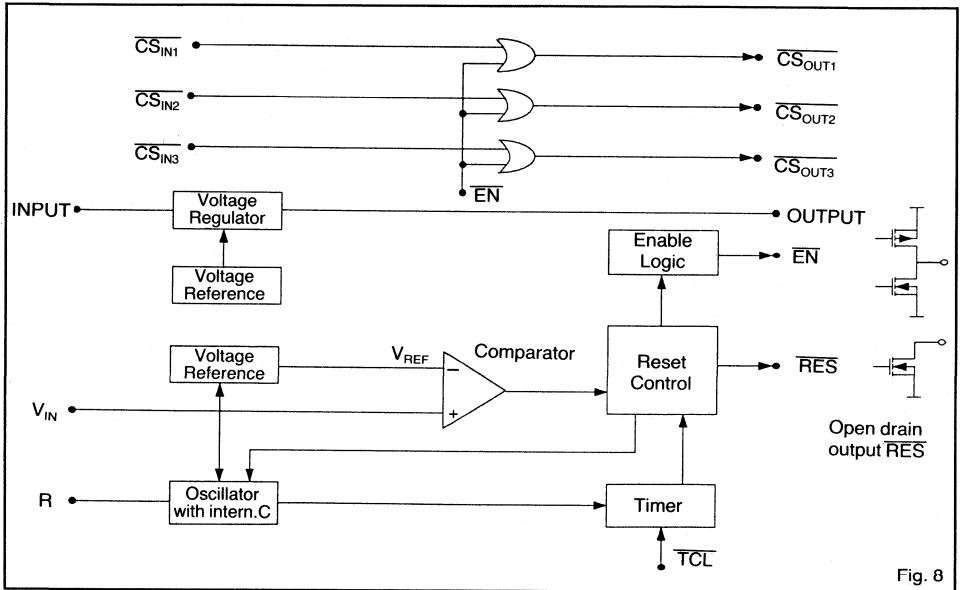 CS_IN1
CS_OUT1
CS_IN2
CS_OUT2
CS_IN3
CS_OUT3
EN
INPUT
Voltage
Regulator
OUTPUT
Voltage
Reference
Enable
Logic
EN
Voltage
Reference
V_REF
Comparator
Reset
Control
RES
V_IN
−
+
Open drain
output RES
R
Oscillator
with intern.C
Timer
TCL
Fig. 8